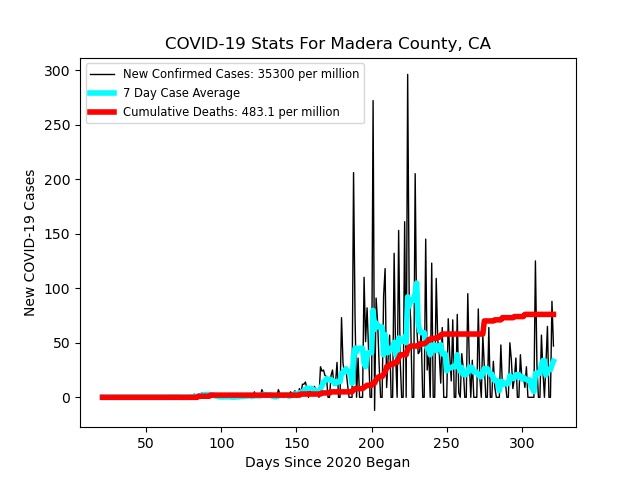 COVID-19 Stats For Madera County, CA
New Confirmed Cases: 35300 per million
7 Day Case Average
Cumulative Deaths: 483.1 per million
New COVID-19 Cases
300
250
200
150
100
50
0
50 100 150 200 250 300
Days Since 2020 Began